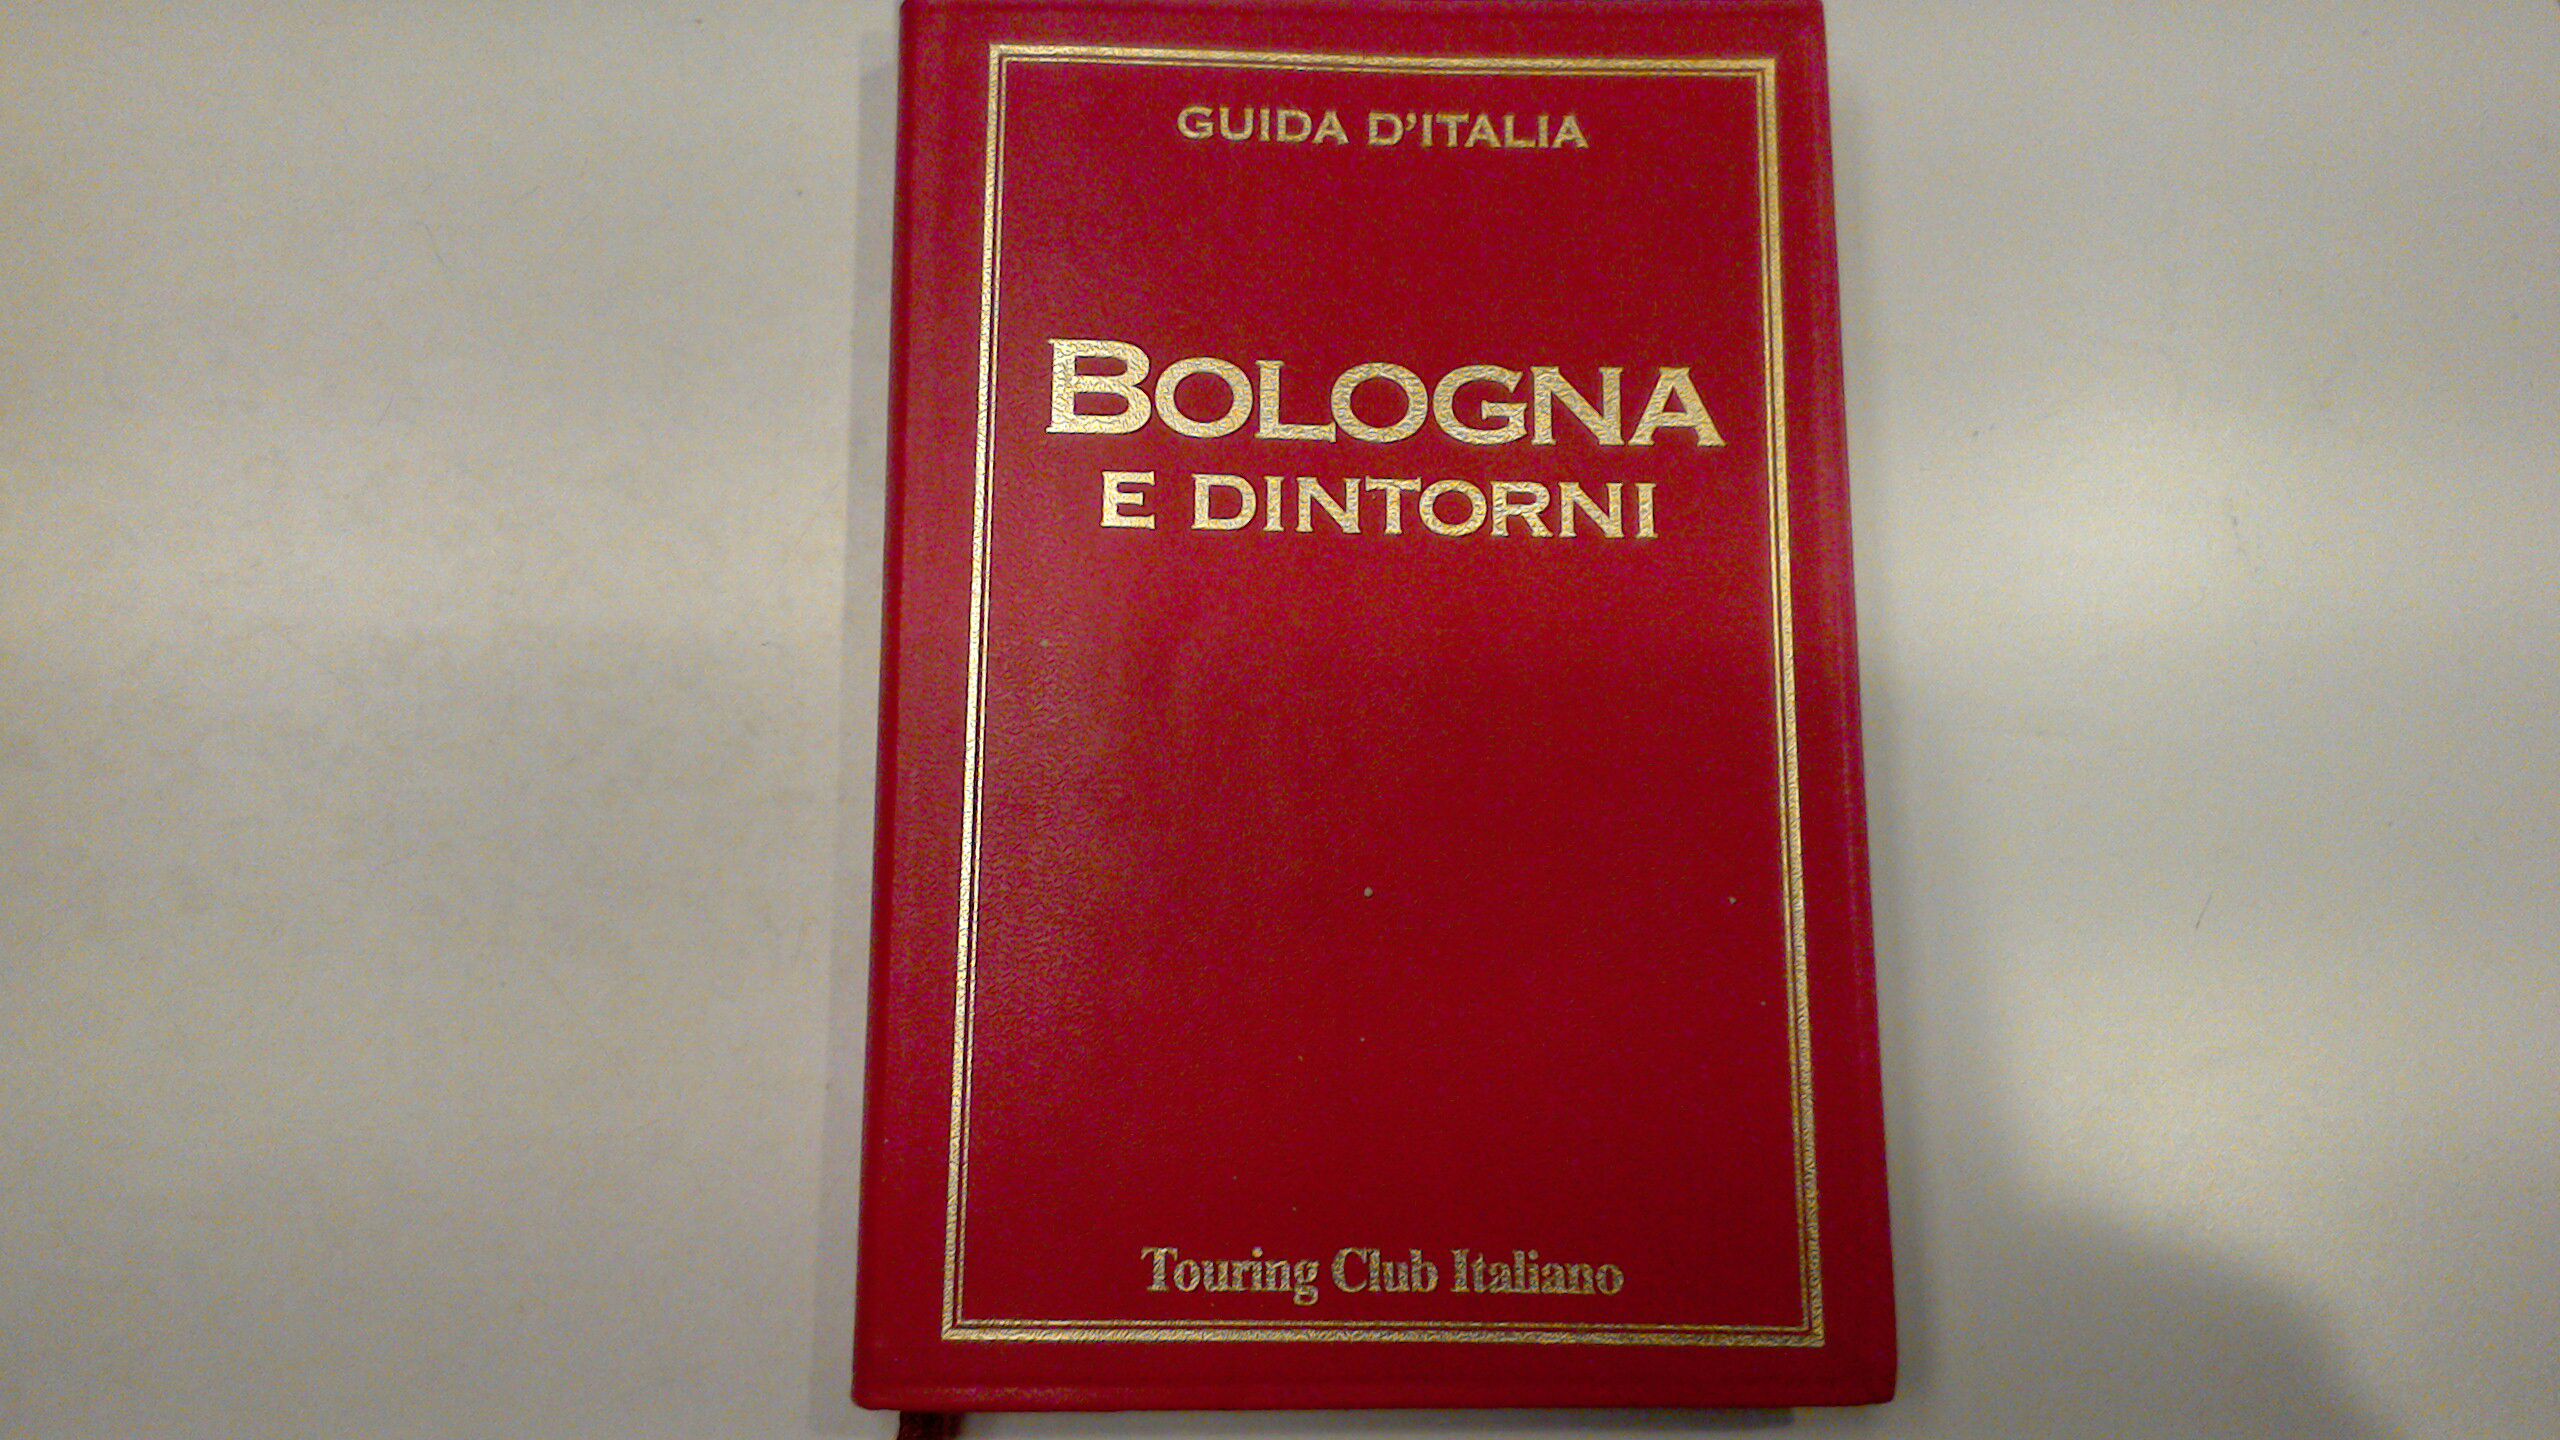 GUIDA D'ITALIA
BOLOGNA
E DINTORNI
Touring Club Italiano